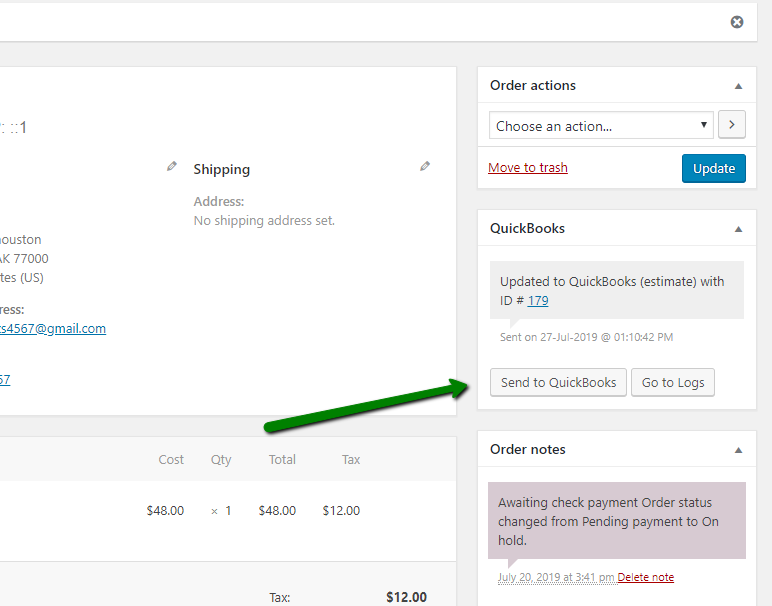 : ::1
Shipping
Address:
No shipping address set.
ouston
AK 77000
tes (US)
ress:
s4567@gmail.com
57
Cost Qty Total Tax
$48.00 × 1 $48.00 $12.00
Tax: $12.00
Order actions
Choose an action...
Move to trash Update
QuickBooks
Updated to QuickBooks (estimate) with
ID # 179
Sent on 27-Jul-2019 @ 01:10:42 PM
Send to QuickBooks Go to Logs
Order notes
Awaiting check payment Order status
changed from Pending payment to On
hold.
July 20, 2019 at 3:41 pm Delete note